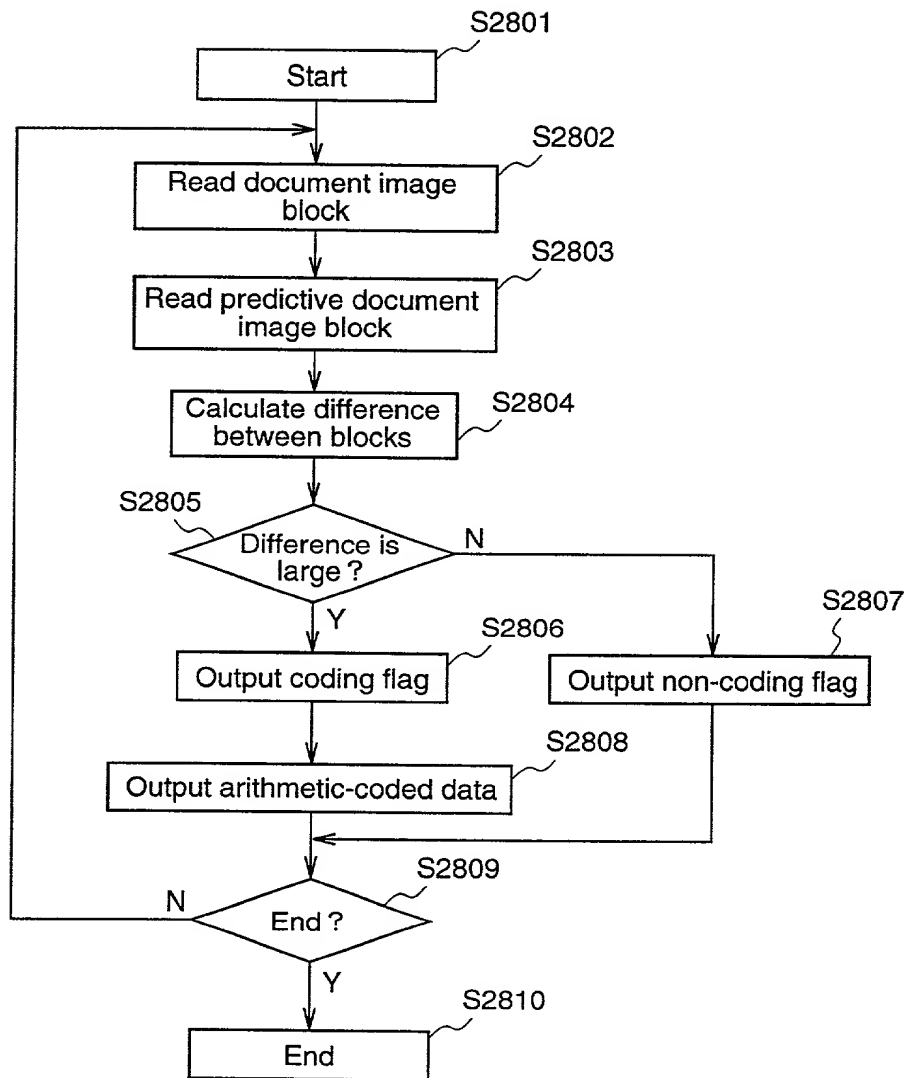 S2801
Start
S2802
Read document image
block
S2803
Read predictive document
image block
S2804
Calculate difference
between blocks
S2805
Difference is
large ?
N
Y
S2806
Output coding flag
S2807
Output non-coding flag
S2808
Output arithmetic-coded data
S2809
End ?
N
Y
S2810
End